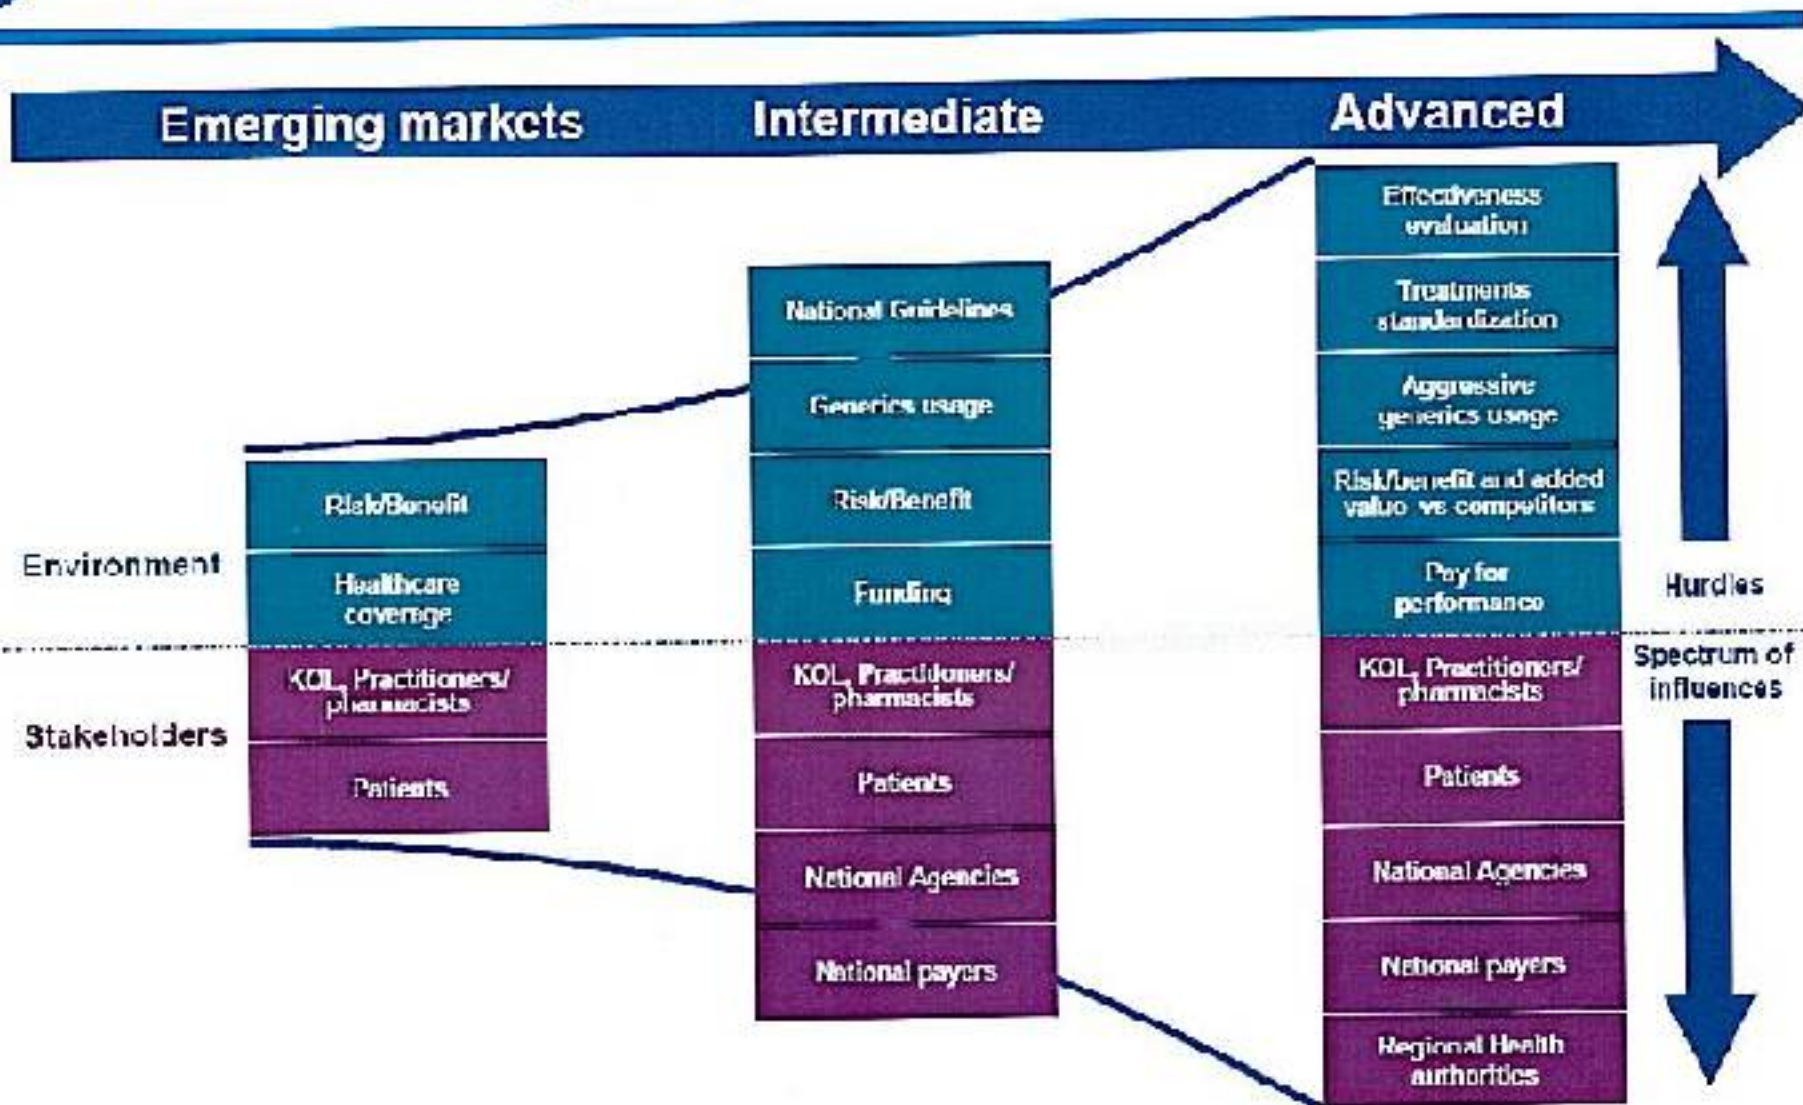 Emerging markets
Intermediate
Advanced
Environment
Stakeholders
Risk/Benefit
Healthcare
coverage
KOL, Practitioners/
pharmacists
Patients
National Guidelines
Generics usage
Risk/Benefit
Funding
KOL, Practitioners/
pharmacists
Patients
National Agencies
National payers
Effectiveness
evaluation
Treatments
standardization
Aggressive
generics usage
Risk/benefit and added
value vs competitors
Pay for
performance
KOL, Practitioners/
pharmacists
Patients
National Agencies
National payers
Regional Health
authorities
Hurdles
Spectrum of
influences